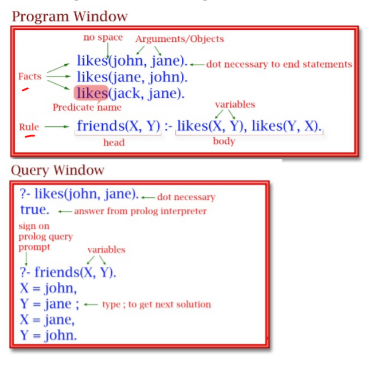 Program Window
no space Arguments/Objects
likes(john, jane). dot necessary to end statements
Facts likes(jane, john).
likes(jack, jane).
Predicate name
variables
Rule friends(X, Y) :- likes(X, Y), likes(Y, X).
head body
Query Window
?- likes(john, jane). dot necessary
true. answer from prolog interpreter
sign on
prolog query
prompt variables
?- friends(X, Y).
X = john,
Y = jane ; type ; to get next solution
X = jane,
Y = john.